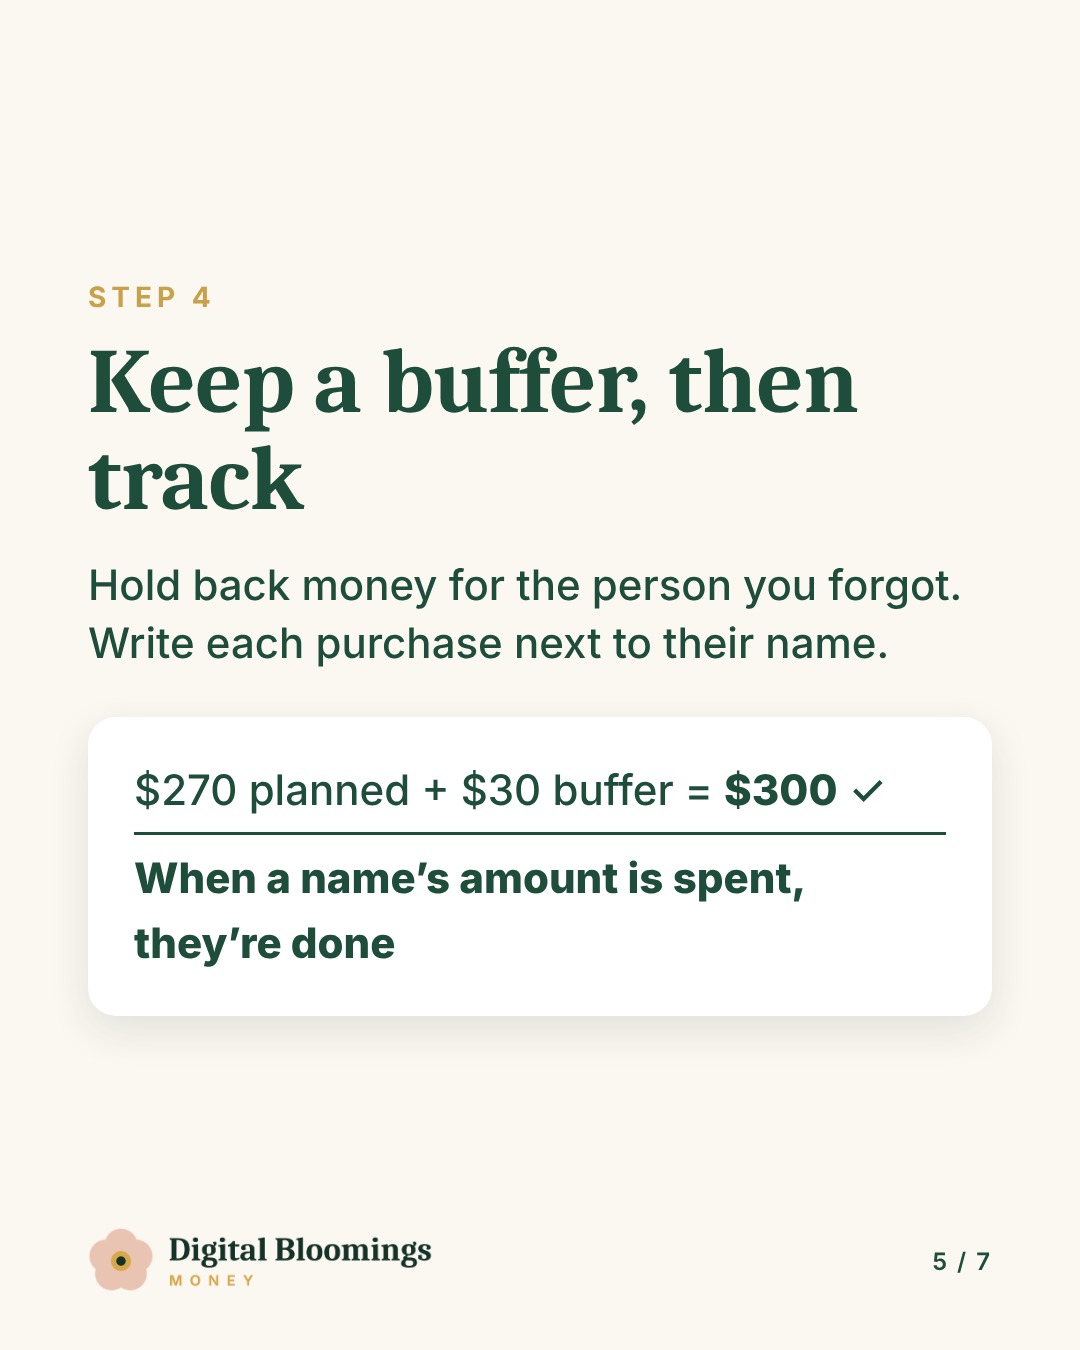 STEP 4
Keep a buffer, then
track
Hold back money for the person you forgot.
Write each purchase next to their name.
$270 planned + $30 buffer = $300 ✓
When a name’s amount is spent,
they’re done
Digital Bloomings
MONEY
5 / 7